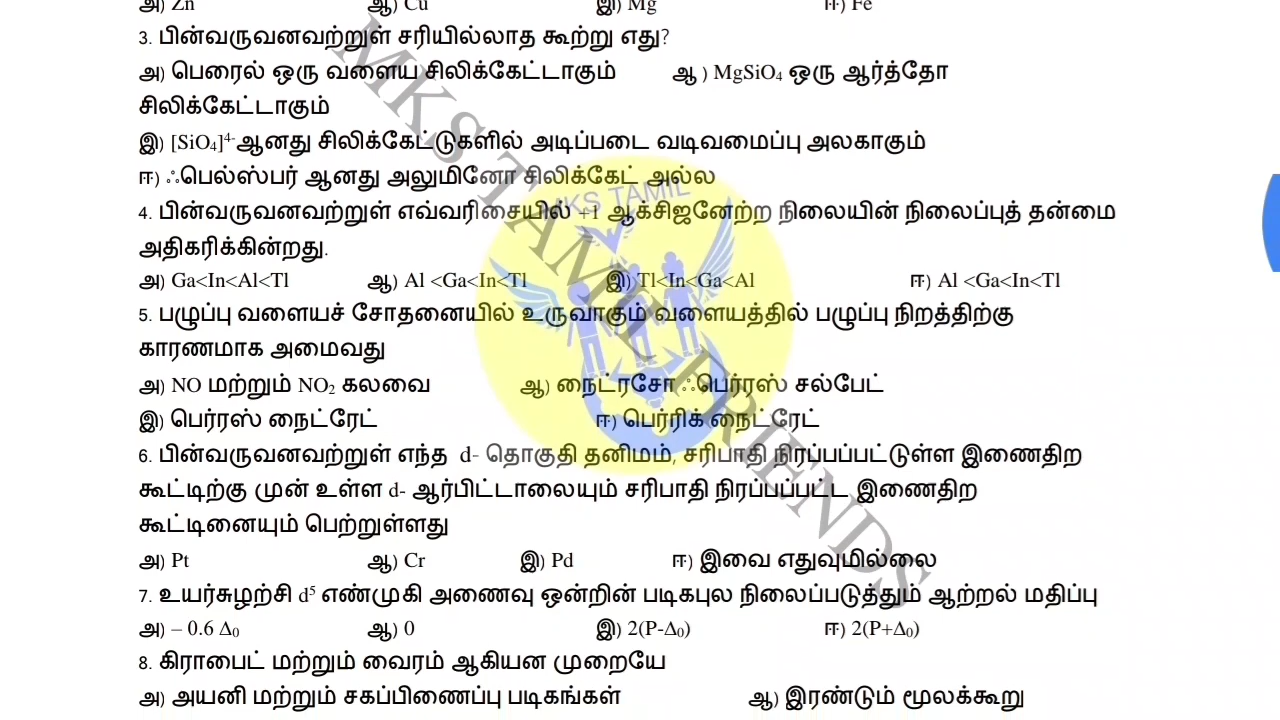 அ) Zn ஆ) Cu இ) Mg ஈ) Fe
3. பின்வருவனவற்றுள் சரியில்லாத கூற்று எது?
அ) பெரைல் ஒரு வளைய சிலிக்கேட்டாகும் ஆ ) MgSiO₄ ஒரு ஆர்த்தோ
சிலிக்கேட்டாகும்
இ) [SiO₄]⁴⁻ஆனது சிலிக்கேட்டுகளில் அடிப்படை வடிவமைப்பு அலகாகும்
ஈ) ஃபெல்ஸ்பர் ஆனது அலுமினோ சிலிக்கேட் அல்ல
4. பின்வருவனவற்றுள் எவ்வரிசையில் +1 ஆக்சிஜனேற்ற நிலையின் நிலைப்புத் தன்மை
அதிகரிக்கின்றது.
அ) Ga<In<Al<Tl ஆ) Al <Ga<In<Tl இ) Tl<In<Ga<Al ஈ) Al <Ga<In<Tl
5. பழுப்பு வளையச் சோதனையில் உருவாகும் வளையத்தில் பழுப்பு நிறத்திற்கு
காரணமாக அமைவது
அ) NO மற்றும் NO₂ கலவை ஆ) நைட்ரசோ ஃபெர்ரஸ் சல்பேட்
இ) பெர்ரஸ் நைட்ரேட் ஈ) பெர்ரிக் நைட்ரேட்
6. பின்வருவனவற்றுள் எந்த d- தொகுதி தனிமம், சரிபாதி நிரப்பப்பட்டுள்ள இணைதிற
கூட்டிற்கு முன் உள்ள d- ஆர்பிட்டாலையும் சரிபாதி நிரப்பப்பட்ட இணைதிற
கூட்டினையும் பெற்றுள்ளது
அ) Pt ஆ) Cr இ) Pd ஈ) இவை எதுவுமில்லை
7. உயர்சுழற்சி d⁵ எண்முகி அணைவு ஒன்றின் படிகபுல நிலைப்படுத்தும் ஆற்றல் மதிப்பு
அ) – 0.6 Δ₀ ஆ) 0 இ) 2(P-Δ₀) ஈ) 2(P+Δ₀)
8. கிராபைட் மற்றும் வைரம் ஆகியன முறையே
அ) அயனி மற்றும் சகப்பிணைப்பு படிகங்கள் ஆ) இரண்டும் மூலக்கூறு
MKS TAMIL FRIENDS
MKS TAMIL